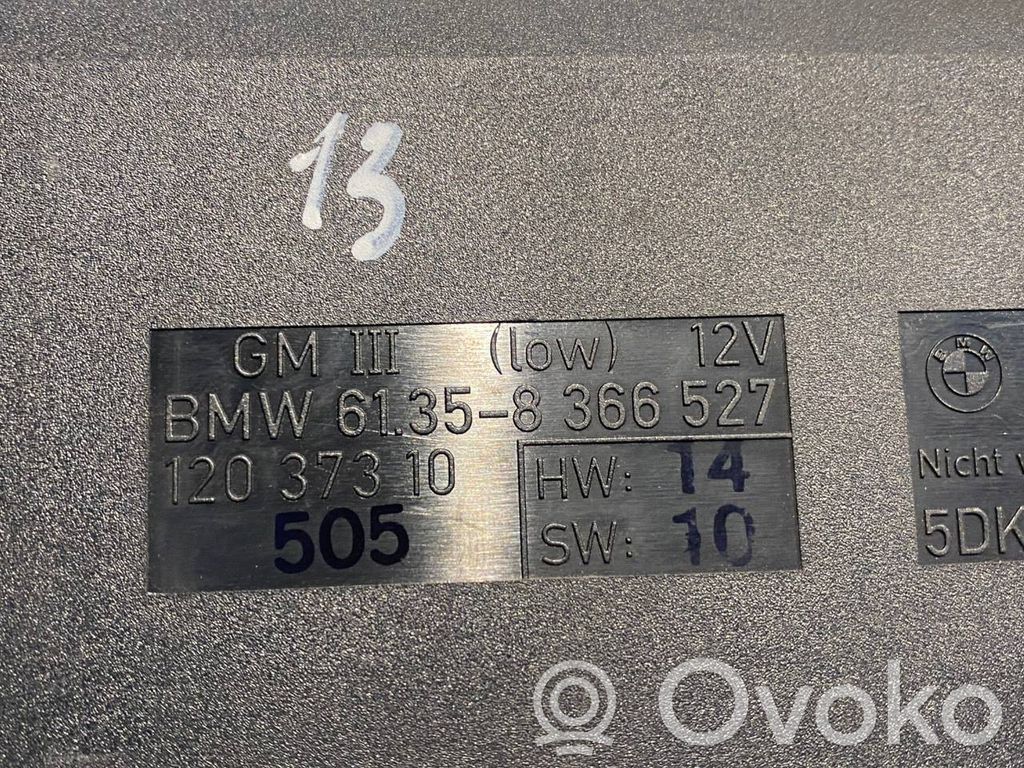 13
GM III (low) 12V
BMW 61.35-8 366 527
120 373 10
505
HW: 14
SW: 10
BMW
Nicht
5DK
Ovoko